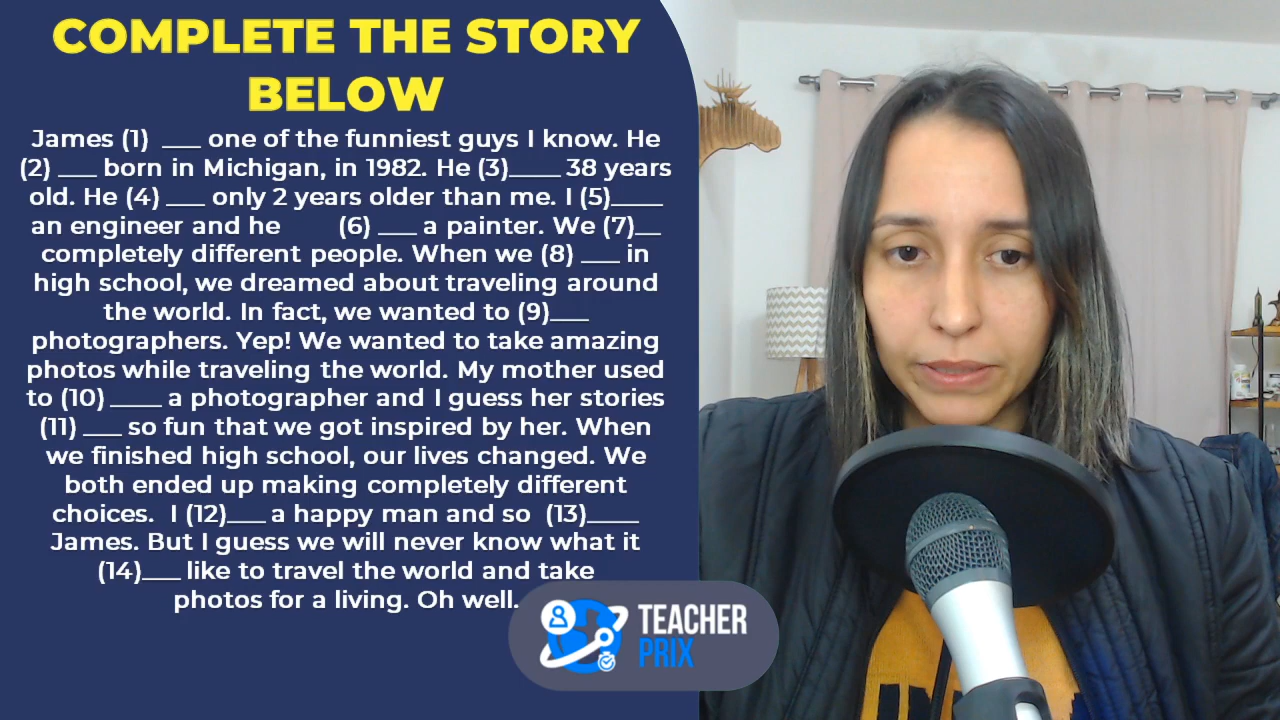 COMPLETE THE STORY
BELOW
James (1) ___ one of the funniest guys I know. He
(2) ___ born in Michigan, in 1982. He (3)____ 38 years
old. He (4) ___ only 2 years older than me. I (5)____
an engineer and he (6) ___ a painter. We (7)__
completely different people. When we (8) ___ in
high school, we dreamed about traveling around
the world. In fact, we wanted to (9)___
photographers. Yep! We wanted to take amazing
photos while traveling the world. My mother used
to (10) ____ a photographer and I guess her stories
(11) ___ so fun that we got inspired by her. When
we finished high school, our lives changed. We
both ended up making completely different
choices. I (12)___ a happy man and so (13)____
James. But I guess we will never know what it
(14)___ like to travel the world and take
photos for a living. Oh well.
TEACHER
PRIX